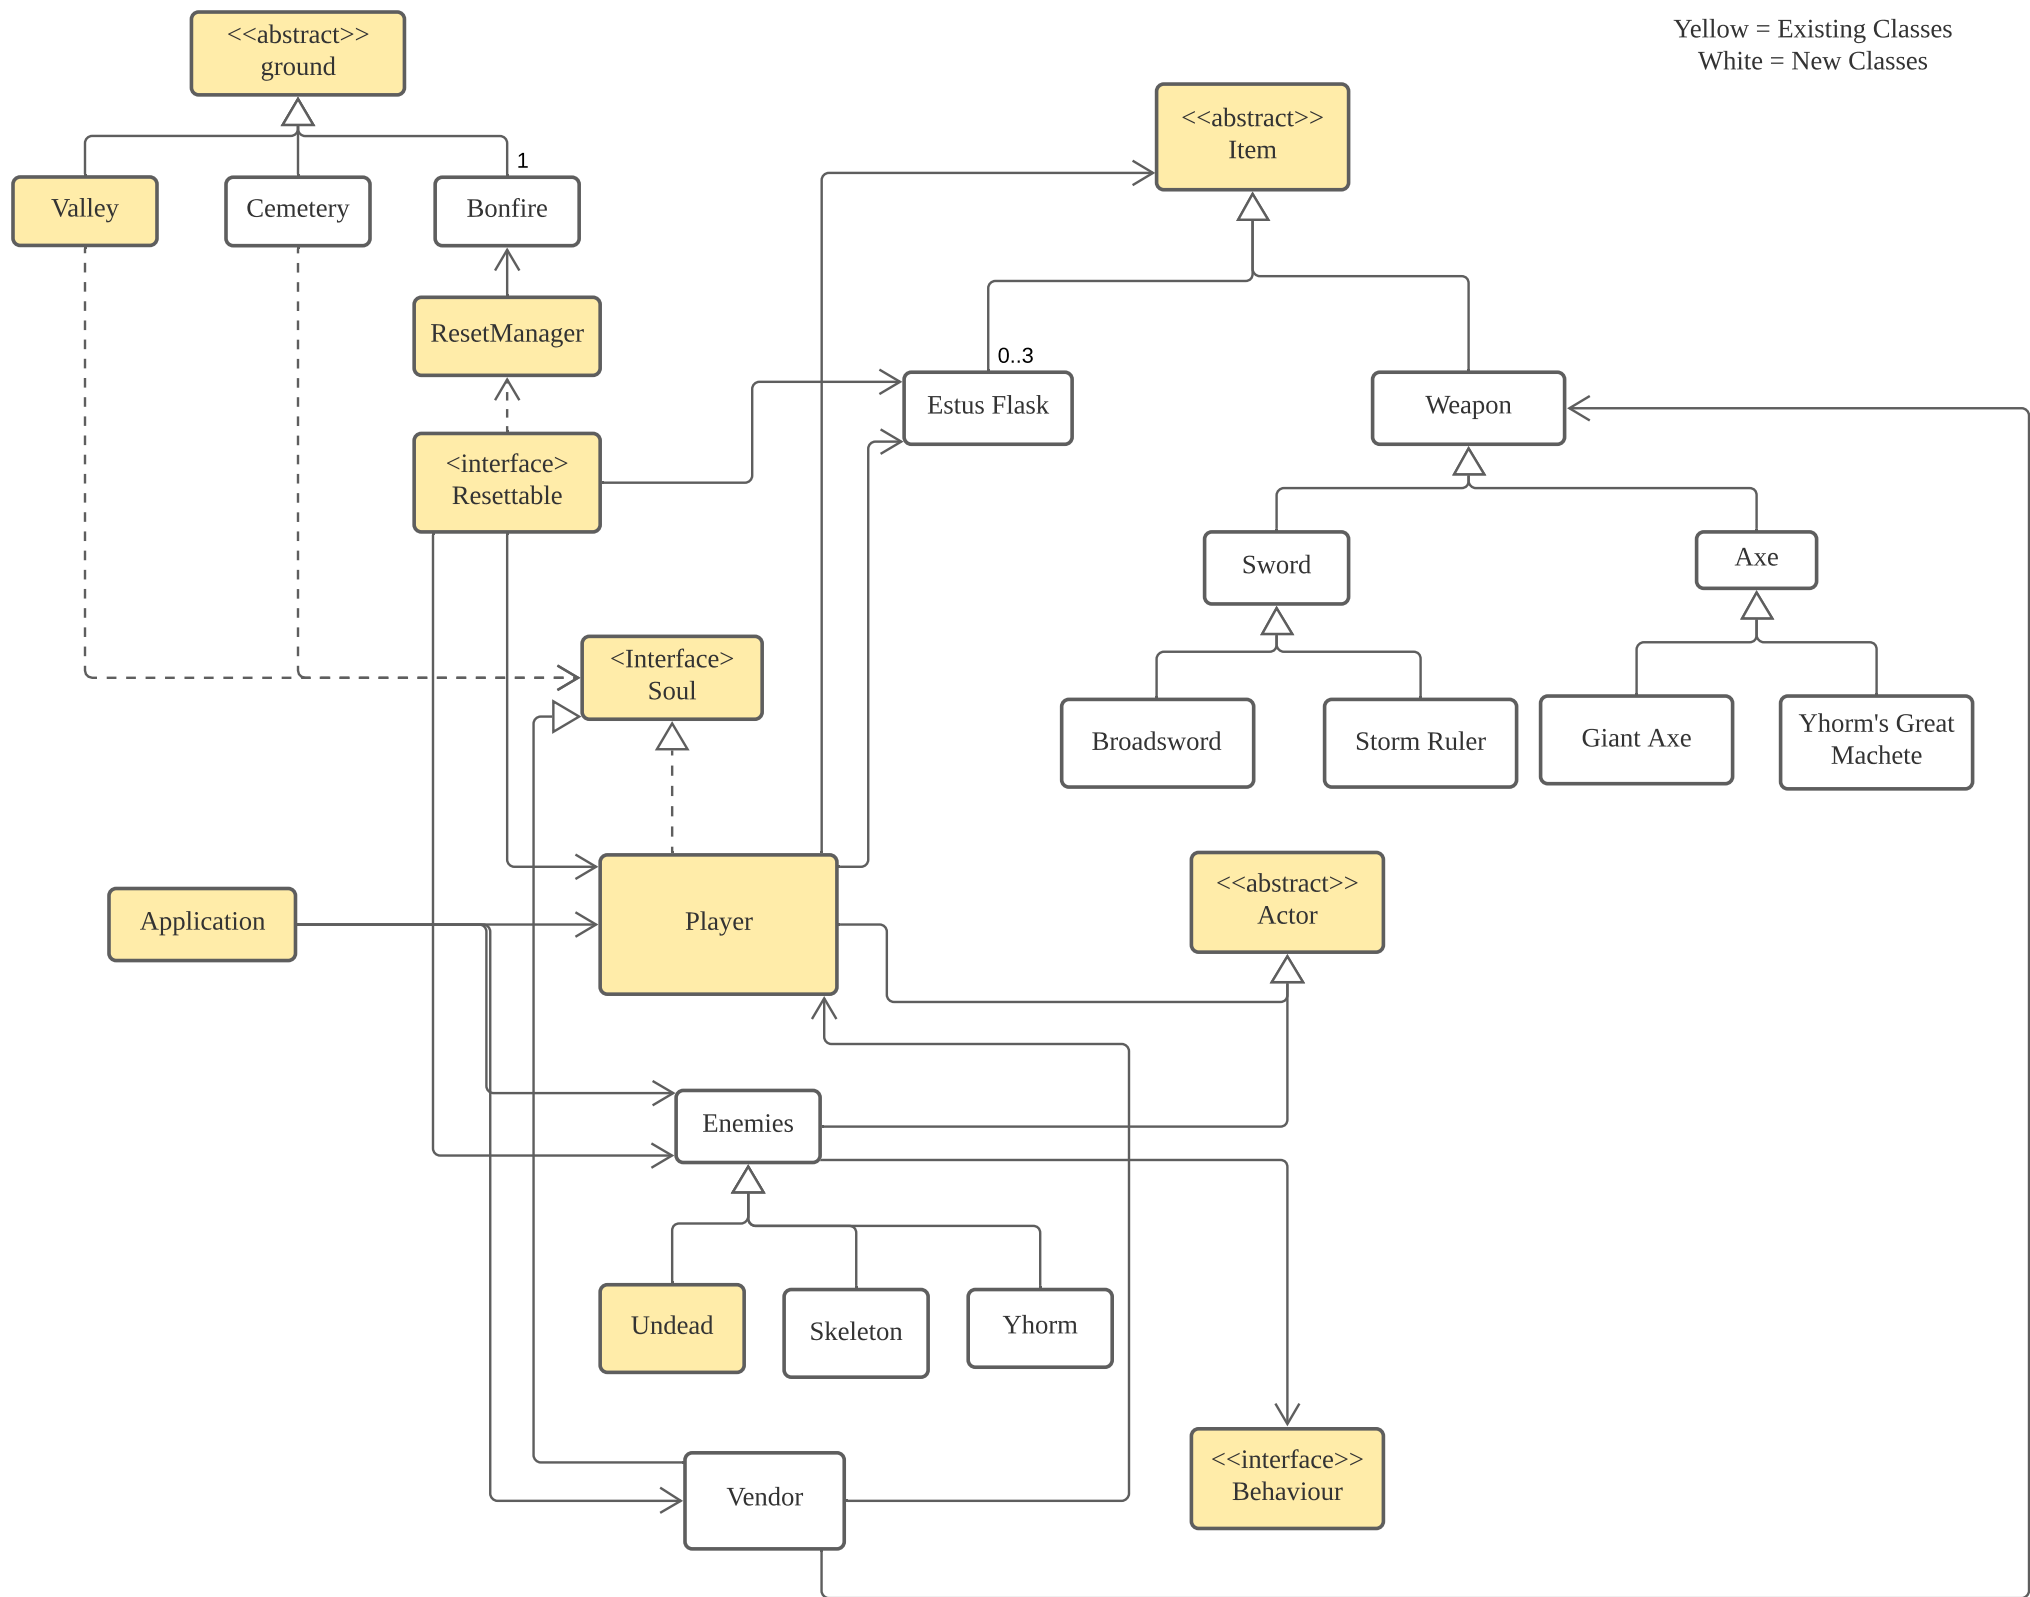 <<abstract>>
ground
Yellow = Existing Classes
White = New Classes
<<abstract>>
Item
1
Valley
Cemetery
Bonfire
ResetManager
0..3
Estus Flask
Weapon
<interface>
Resettable
Sword
Axe
<Interface>
Soul
Broadsword
Storm Ruler
Giant Axe
Yhorm's Great
Machete
Application
Player
<<abstract>>
Actor
Enemies
Undead
Skeleton
Yhorm
Vendor
<<interface>>
Behaviour